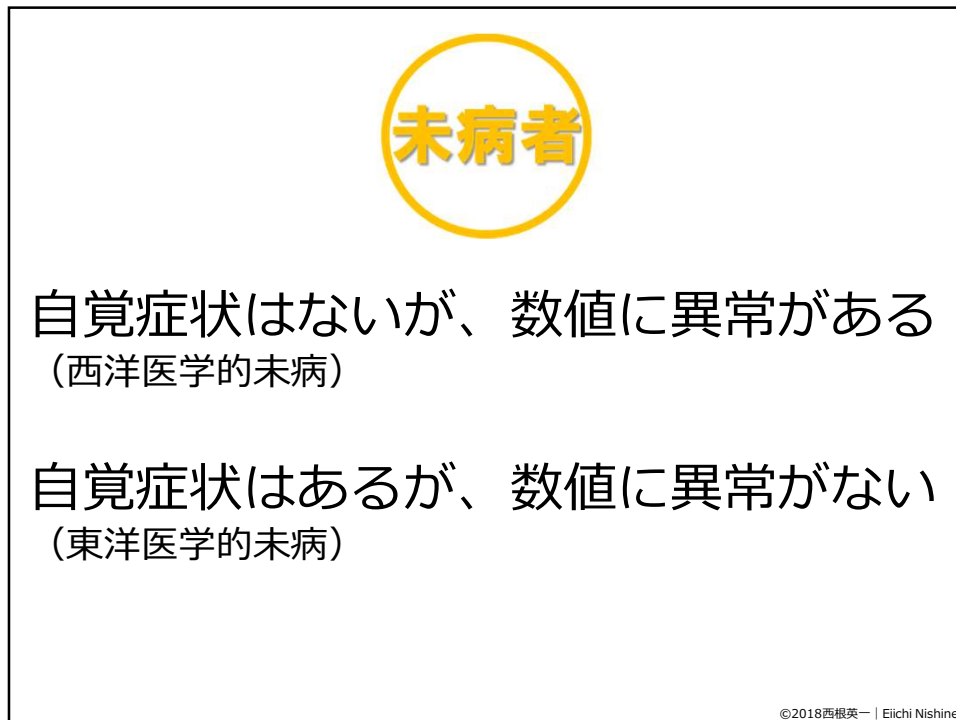 未病者
自覚症状はないが、数値に異常がある
（西洋医学的未病）
自覚症状はあるが、数値に異常がない
（東洋医学的未病）
©2018西根英一｜Eiichi Nishine